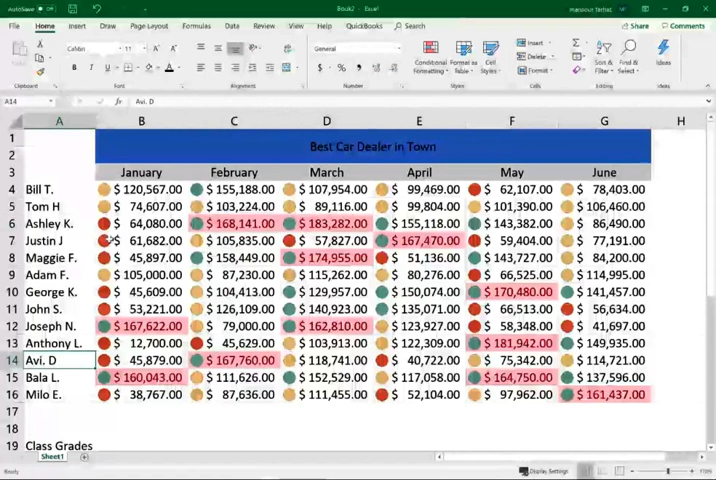 AutoSave Off Book2 - Excel mansour farhaz MF
File Home Insert Draw Page Layout Formulas Data Review View Help QuickBooks Search Share Comments
Paste Calibri 11 A A General Insert Σ
B I U A $ % , Conditional Formatting Format as Table Cell Styles Delete Format Sort & Filter Find & Select Ideas
Clipboard Font Alignment Number Styles Cells Editing Ideas
A14 fx Avi. D
A B C D E F G H
1 Best Car Dealer in Town
2
3 January February March April May June
4 Bill T. $ 120,567.00 $ 155,188.00 $ 107,954.00 $ 99,469.00 $ 62,107.00 $ 78,403.00
5 Tom H $ 74,607.00 $ 103,224.00 $ 89,116.00 $ 99,804.00 $ 101,390.00 $ 106,460.00
6 Ashley K. $ 64,080.00 $ 168,141.00 $ 183,282.00 $ 155,118.00 $ 143,382.00 $ 86,490.00
7 Justin J $ 61,682.00 $ 105,835.00 $ 57,827.00 $ 167,470.00 $ 59,404.00 $ 77,191.00
8 Maggie F. $ 45,897.00 $ 158,449.00 $ 174,955.00 $ 51,136.00 $ 143,727.00 $ 84,200.00
9 Adam F. $ 105,000.00 $ 87,230.00 $ 115,262.00 $ 80,276.00 $ 66,525.00 $ 114,995.00
10 George K. $ 45,609.00 $ 104,413.00 $ 129,957.00 $ 150,074.00 $ 170,480.00 $ 141,457.00
11 John S. $ 53,221.00 $ 126,109.00 $ 140,923.00 $ 135,071.00 $ 66,513.00 $ 56,634.00
12 Joseph N. $ 167,622.00 $ 79,000.00 $ 162,810.00 $ 123,927.00 $ 58,348.00 $ 41,697.00
13 Anthony L. $ 12,700.00 $ 45,629.00 $ 103,913.00 $ 122,309.00 $ 181,942.00 $ 149,935.00
14 Avi. D $ 45,879.00 $ 167,760.00 $ 118,741.00 $ 40,722.00 $ 75,342.00 $ 114,721.00
15 Bala L. $ 160,043.00 $ 111,626.00 $ 152,529.00 $ 117,058.00 $ 164,750.00 $ 137,596.00
16 Milo E. $ 38,767.00 $ 87,636.00 $ 111,455.00 $ 52,104.00 $ 97,962.00 $ 161,437.00
17
18
19 Class Grades
Sheet1
Ready Display Settings